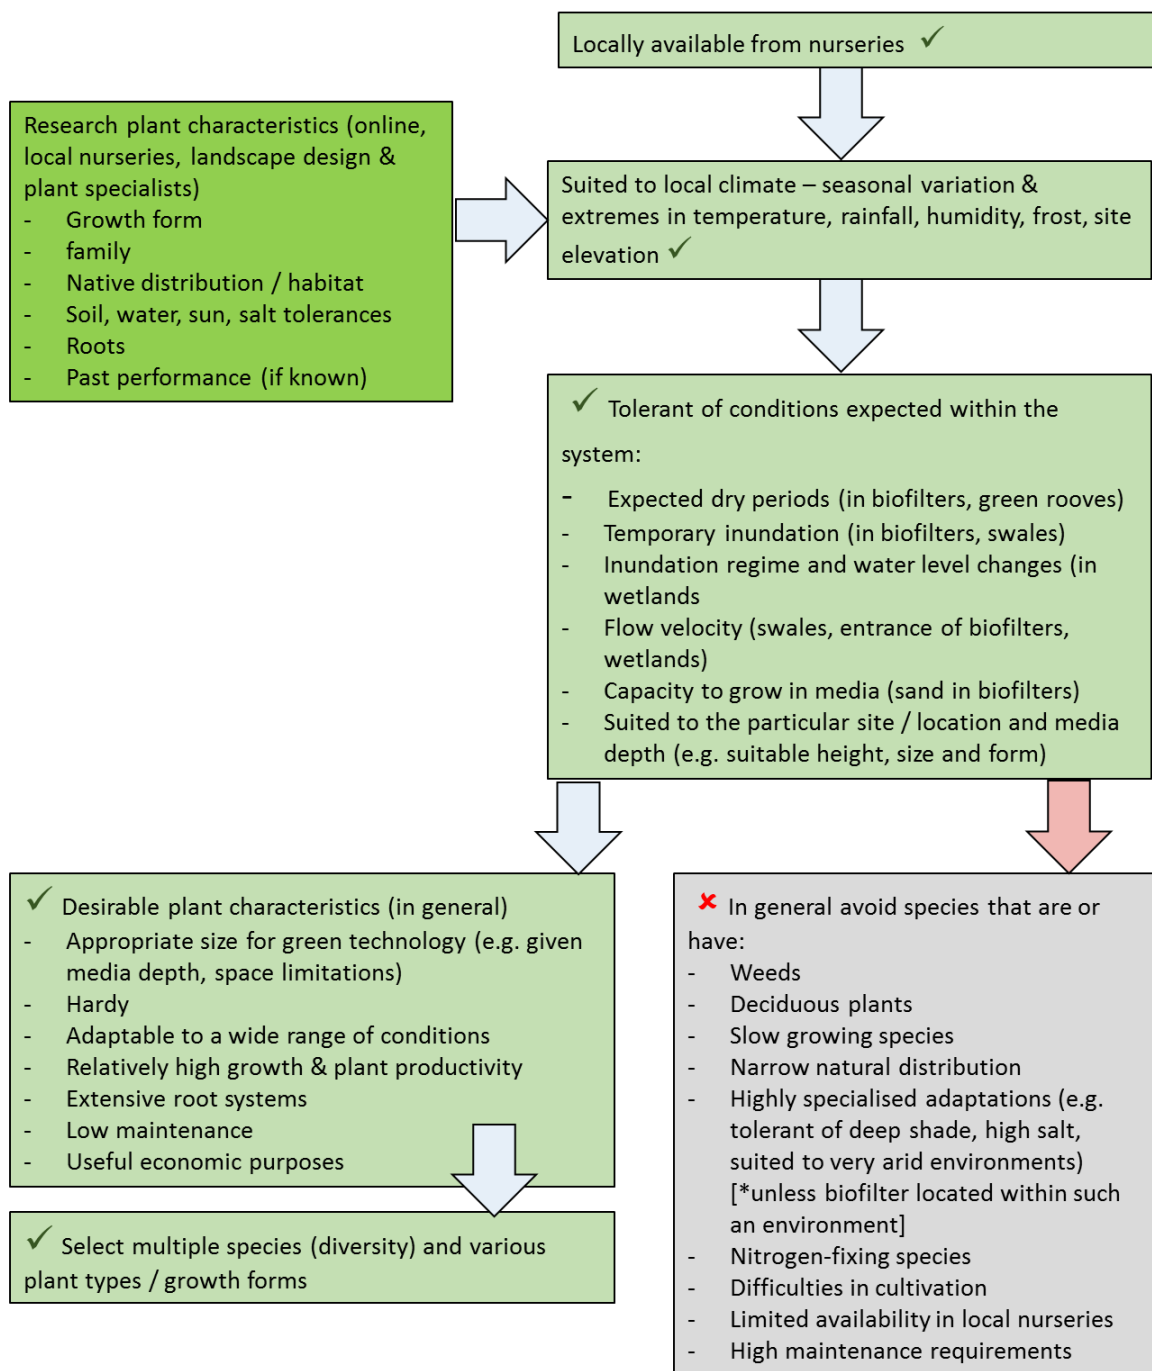 Locally available from nurseries ✓
Research plant characteristics (online,
local nurseries, landscape design &
plant specialists)
- Growth form
- family
- Native distribution / habitat
- Soil, water, sun, salt tolerances
- Roots
- Past performance (if known)
Suited to local climate – seasonal variation &
extremes in temperature, rainfall, humidity, frost, site
elevation ✓
✓ Tolerant of conditions expected within the
system:
- Expected dry periods (in biofilters, green rooves)
- Temporary inundation (in biofilters, swales)
- Inundation regime and water level changes (in
wetlands
- Flow velocity (swales, entrance of biofilters,
wetlands)
- Capacity to grow in media (sand in biofilters)
- Suited to the particular site / location and media
depth (e.g. suitable height, size and form)
✓ Desirable plant characteristics (in general)
- Appropriate size for green technology (e.g. given
media depth, space limitations)
- Hardy
- Adaptable to a wide range of conditions
- Relatively high growth & plant productivity
- Extensive root systems
- Low maintenance
- Useful economic purposes
✓ Select multiple species (diversity) and various
plant types / growth forms
✘ In general avoid species that are or
have:
- Weeds
- Deciduous plants
- Slow growing species
- Narrow natural distribution
- Highly specialised adaptations (e.g.
tolerant of deep shade, high salt,
suited to very arid environments)
[*unless biofilter located within such
an environment]
- Nitrogen-fixing species
- Difficulties in cultivation
- Limited availability in local nurseries
- High maintenance requirements